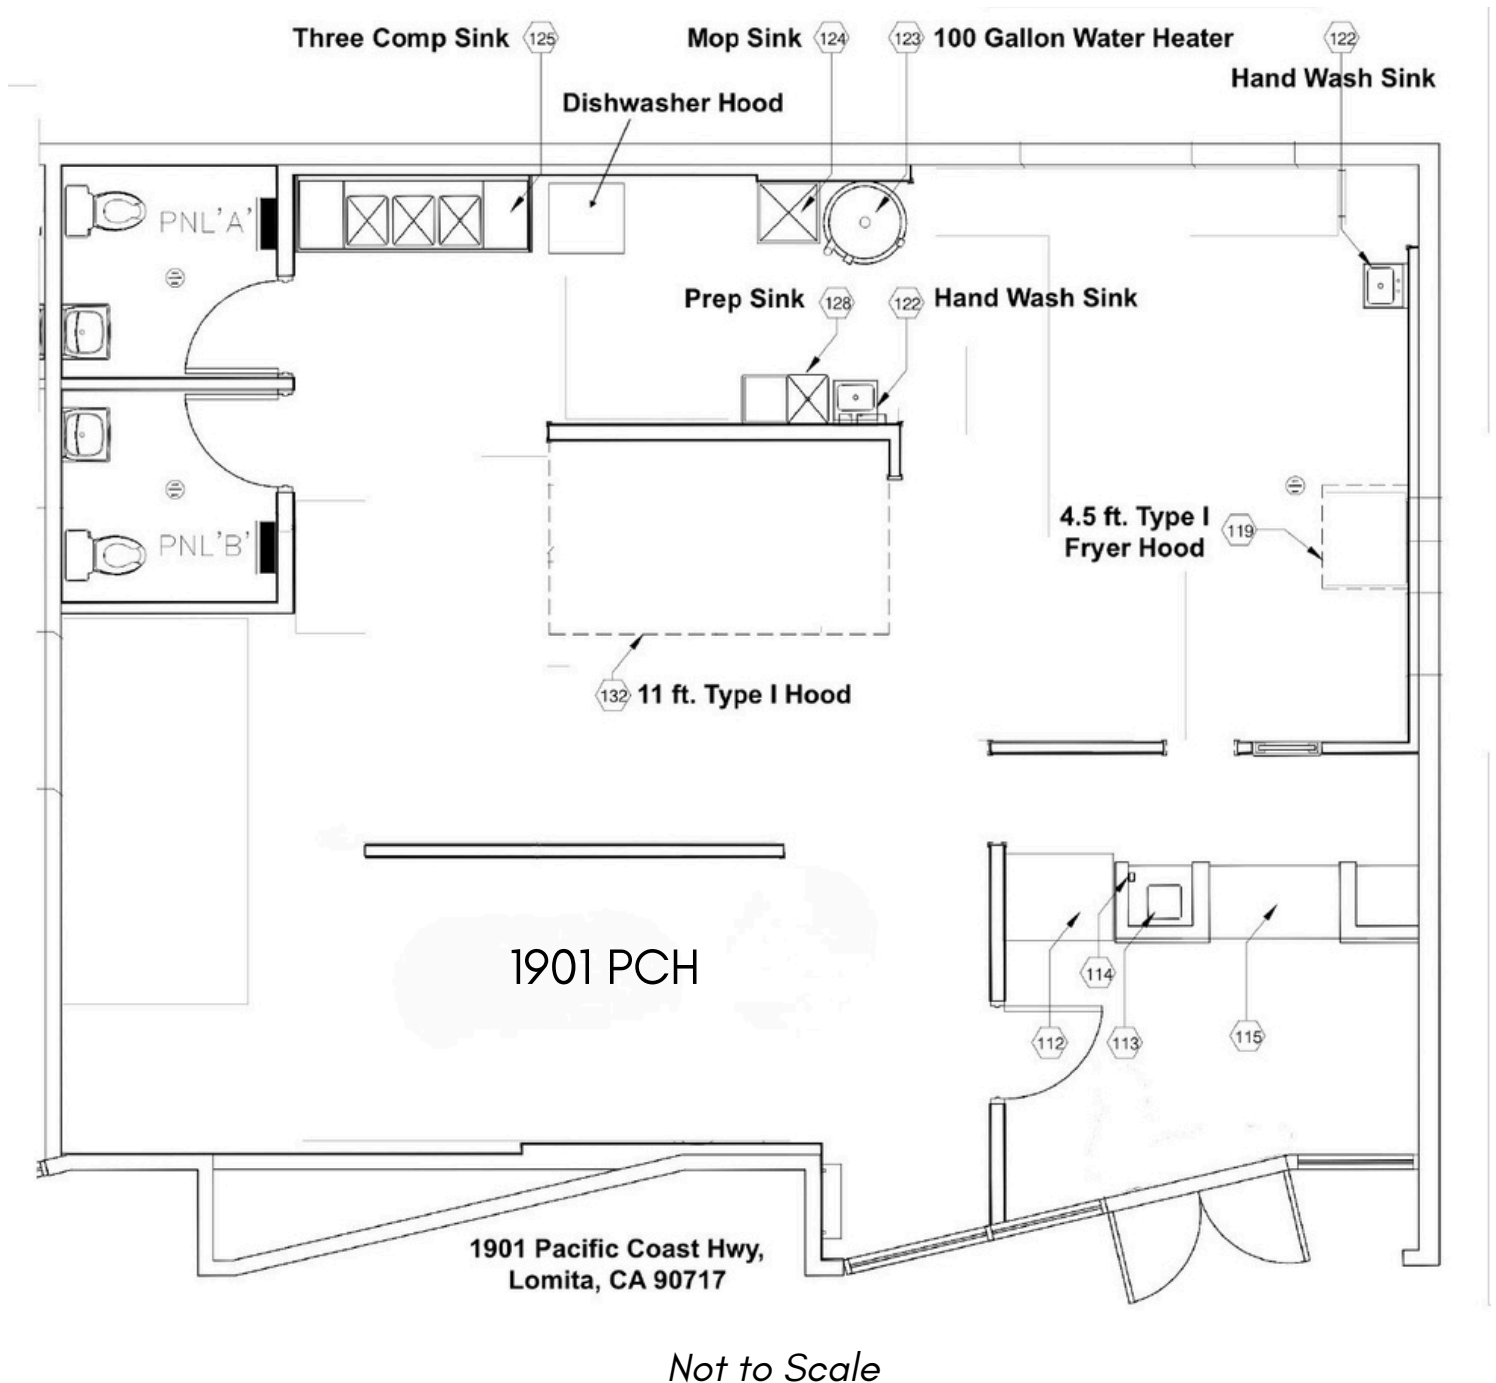 Three Comp Sink 125
Mop Sink 124
123 100 Gallon Water Heater
122
Hand Wash Sink
Dishwasher Hood
PNL'A'
Prep Sink 128
122 Hand Wash Sink
4.5 ft. Type I
Fryer Hood
119
PNL'B'
132 11 ft. Type I Hood
1901 PCH
114
112
113
115
1901 Pacific Coast Hwy,
Lomita, CA 90717
Not to Scale